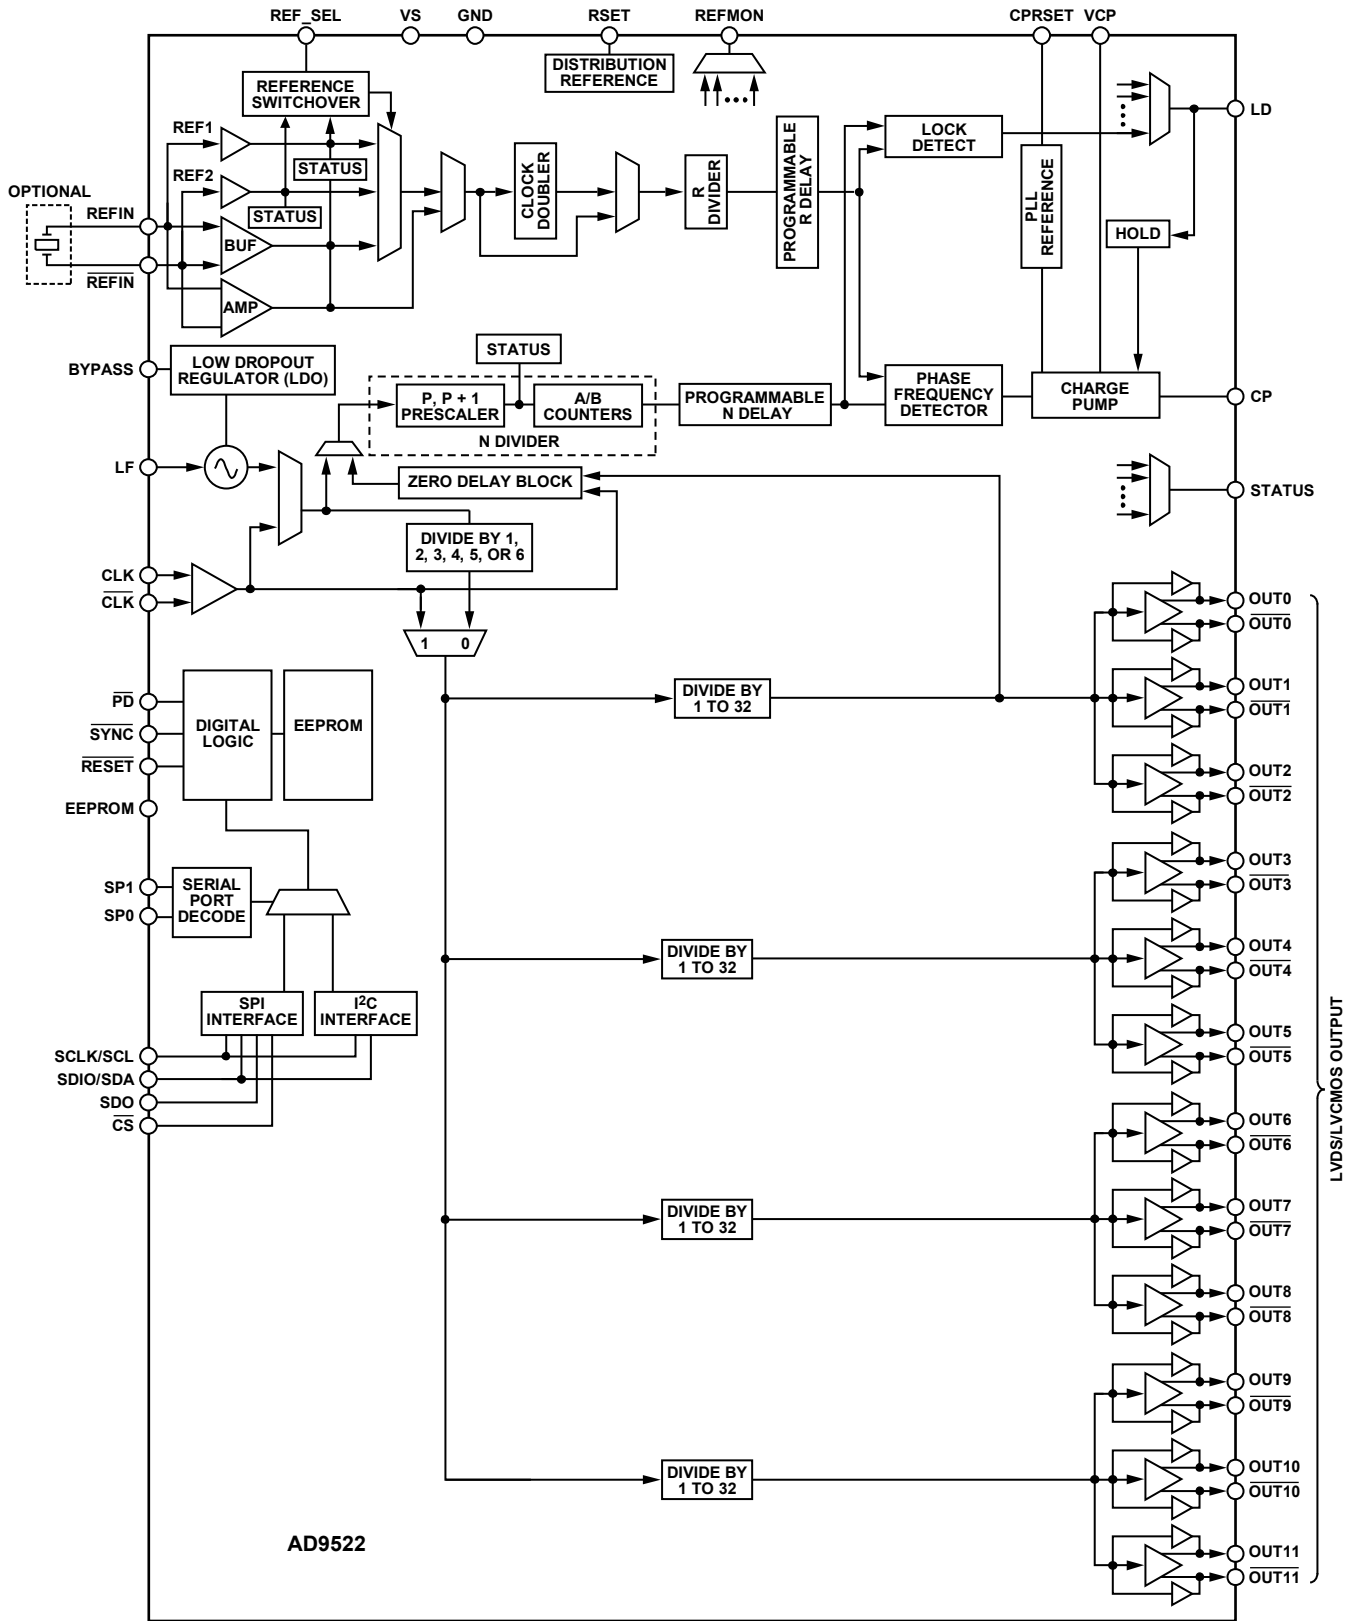 REF_SEL VS GND RSET REFMON CPRSET VCP
DISTRIBUTION
REFERENCE
REFERENCE
SWITCHOVER
REF1
STATUS
REF2
STATUS
BUF
AMP
OPTIONAL
REFIN
REFIN
CLOCK
DOUBLER
R
DIVIDER
PROGRAMMABLE
R DELAY
LOCK
DETECT
PLL
REFERENCE
HOLD
LD
BYPASS
LOW DROPOUT
REGULATOR (LDO)
STATUS
P, P + 1
PRESCALER
A/B
COUNTERS
N DIVIDER
PROGRAMMABLE
N DELAY
PHASE
FREQUENCY
DETECTOR
CHARGE
PUMP
CP
LF
ZERO DELAY BLOCK
STATUS
DIVIDE BY 1,
2, 3, 4, 5, OR 6
CLK
CLK
1 0
PD
SYNC
RESET
EEPROM
DIGITAL
LOGIC
EEPROM
SP1
SP0
SERIAL
PORT
DECODE
SPI
INTERFACE
I2C
INTERFACE
SCLK/SCL
SDIO/SDA
SDO
CS
DIVIDE BY
1 TO 32
DIVIDE BY
1 TO 32
DIVIDE BY
1 TO 32
DIVIDE BY
1 TO 32
OUT0
OUT0
OUT1
OUT1
OUT2
OUT2
OUT3
OUT3
OUT4
OUT4
OUT5
OUT5
OUT6
OUT6
OUT7
OUT7
OUT8
OUT8
OUT9
OUT9
OUT10
OUT10
OUT11
OUT11
LVDS/LVCMOS OUTPUT
AD9522